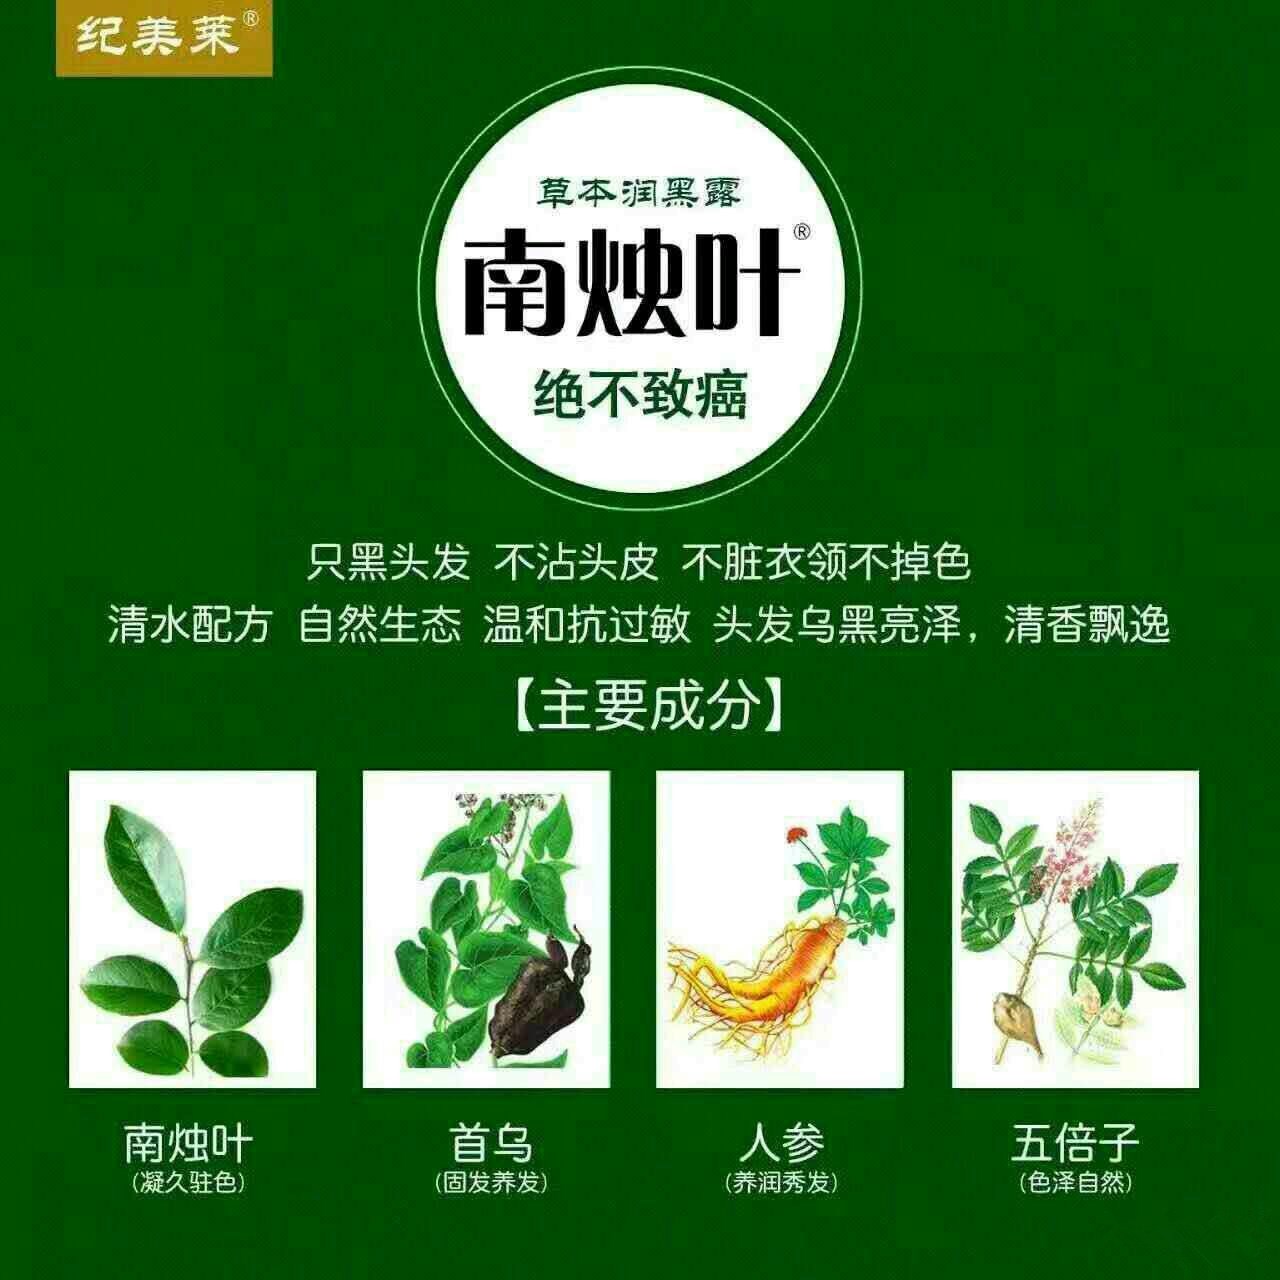 纪美莱®
草本润黑露
南烛叶®
绝不致癌
只黑头发 不沾头皮 不脏衣领不掉色
清水配方 自然生态 温和抗过敏 头发乌黑亮泽，清香飘逸
【主要成分】
南烛叶 首乌 人参 五倍子
(凝久驻色) (固发养发) (养润秀发) (色泽自然)